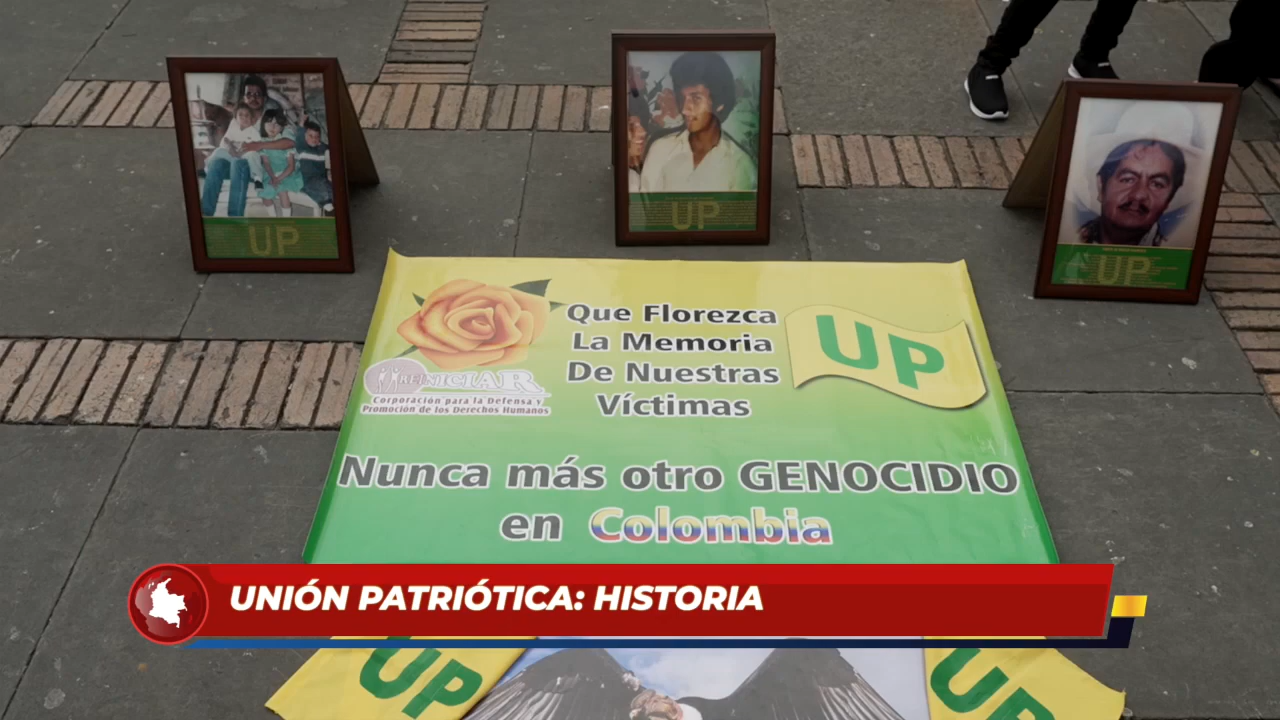 UP
UP
UP
Que Florezca
La Memoria
De Nuestras
Víctimas
UP
REINICIAR
Corporación para la Defensa y
Promoción de los Derechos Humanos
Nunca más otro GENOCIDIO
en Colombia
UNIÓN PATRIÓTICA: HISTORIA
UP
UP